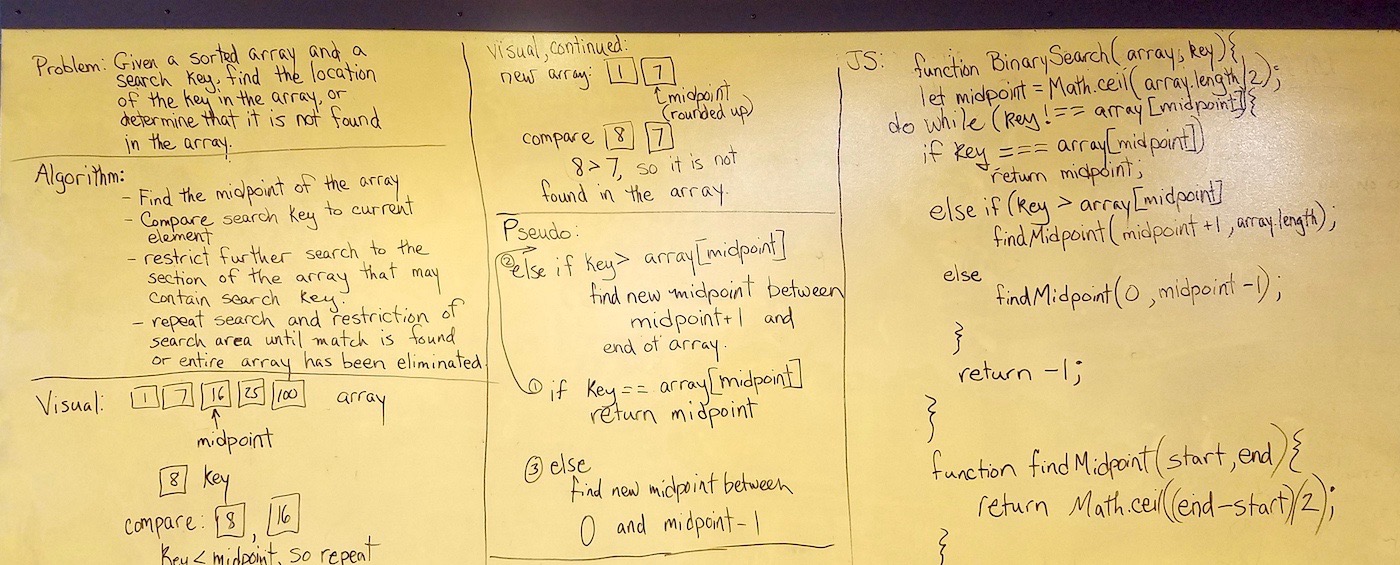 Problem: Given a sorted array and a
search key, find the location
of the key in the array, or
determine that it is not found
in the array.
Algorithm:
- Find the midpoint of the array
- Compare search key to current
element
- restrict further search to the
section of the array that may
contain search key.
- repeat search and restriction of
search area until match is found
or entire array has been eliminated.
Visual: 1 7 16 25 100 array
midpoint
8 key
compare: 8, 16
Key < midpoint, so repeat
Visual, continued:
new array: 1 7
midpoint
(rounded up)
compare 8 7
8 > 7, so it is not
found in the array.
Pseudo:
② else if key > array[midpoint]
find new midpoint between
midpoint+1 and
end of array.
① if key == array[midpoint]
return midpoint
③ else
find new midpoint between
0 and midpoint-1
JS: function BinarySearch(array, key){
let midpoint = Math.ceil(array.length/2);
do while (key !== array[midpoint]{
if key === array[midpoint])
return midpoint;
else if (key > array[midpoint]
findMidpoint(midpoint +1, array.length);
else
findMidpoint(0, midpoint -1);
}
return -1;
}
function findMidpoint(start, end){
return Math.ceil((end-start)/2);
}